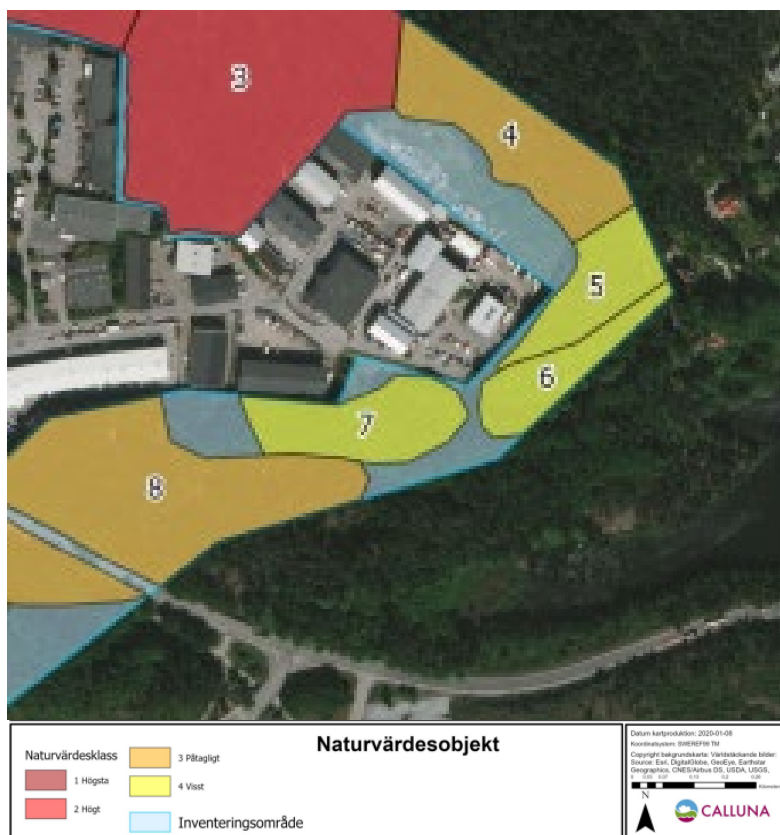 3
4
5
6
7
8
Naturvärdesobjekt
Naturvärdesklass
1 Högsta
2 Högt
3 Påtagligt
4 Visst
Inventeringsområde
Datum kartproduktion: 2020-01-08
Koordinatsystem: SWEREF99 TM
Copyright bakgrundskarta: Världstäckande bilder:
Source: Esri, DigitalGlobe, GeoEye, Earthstar
Geographics, CNES/Airbus DS, USDA, USGS,
Kilometer
N
CALLUNA